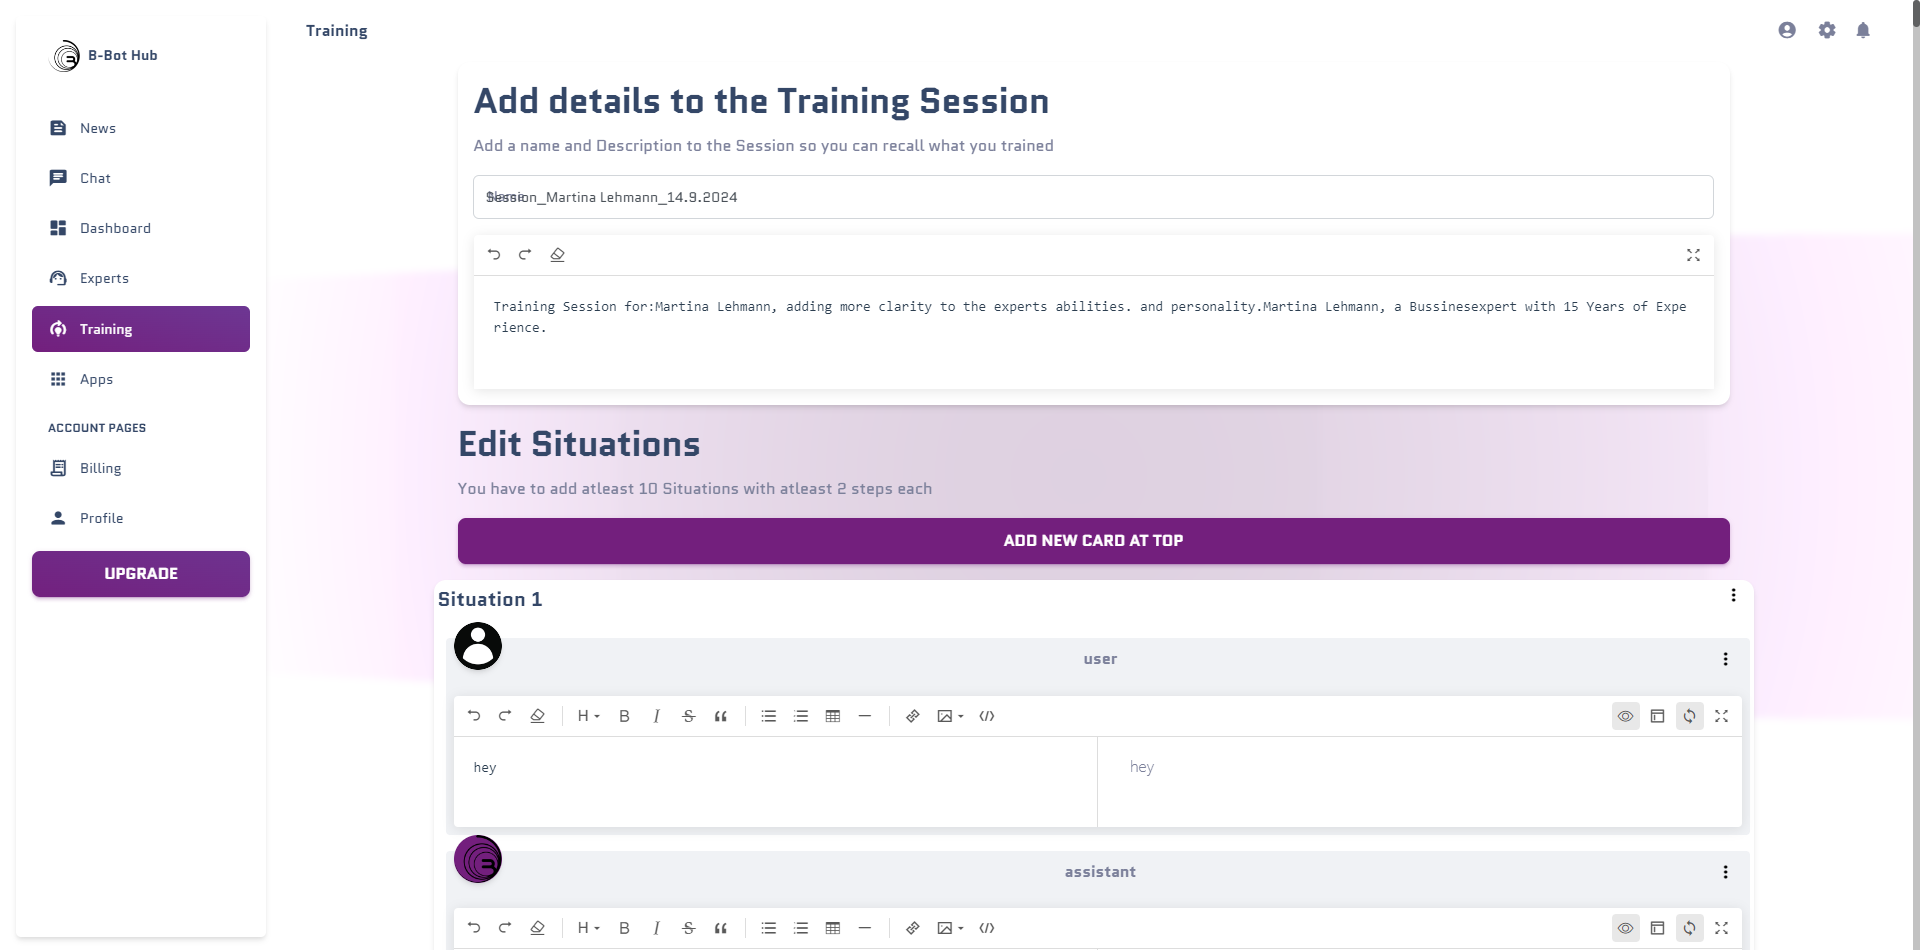 B-Bot Hub
News
Chat
Dashboard
Experts
Training
Apps
ACCOUNT PAGES
Billing
Profile
UPGRADE
Training
Add details to the Training Session
Add a name and Description to the Session so you can recall what you trained
Name
Session_Martina Lehmann_14.9.2024
Training Session for:Martina Lehmann, adding more clarity to the experts abilities. and personality.Martina Lehmann, a Bussinesexpert with 15 Years of Expe
rience.
Edit Situations
You have to add atleast 10 Situations with atleast 2 steps each
ADD NEW CARD AT TOP
Situation 1
user
H B I S
hey
hey
assistant
H B I S